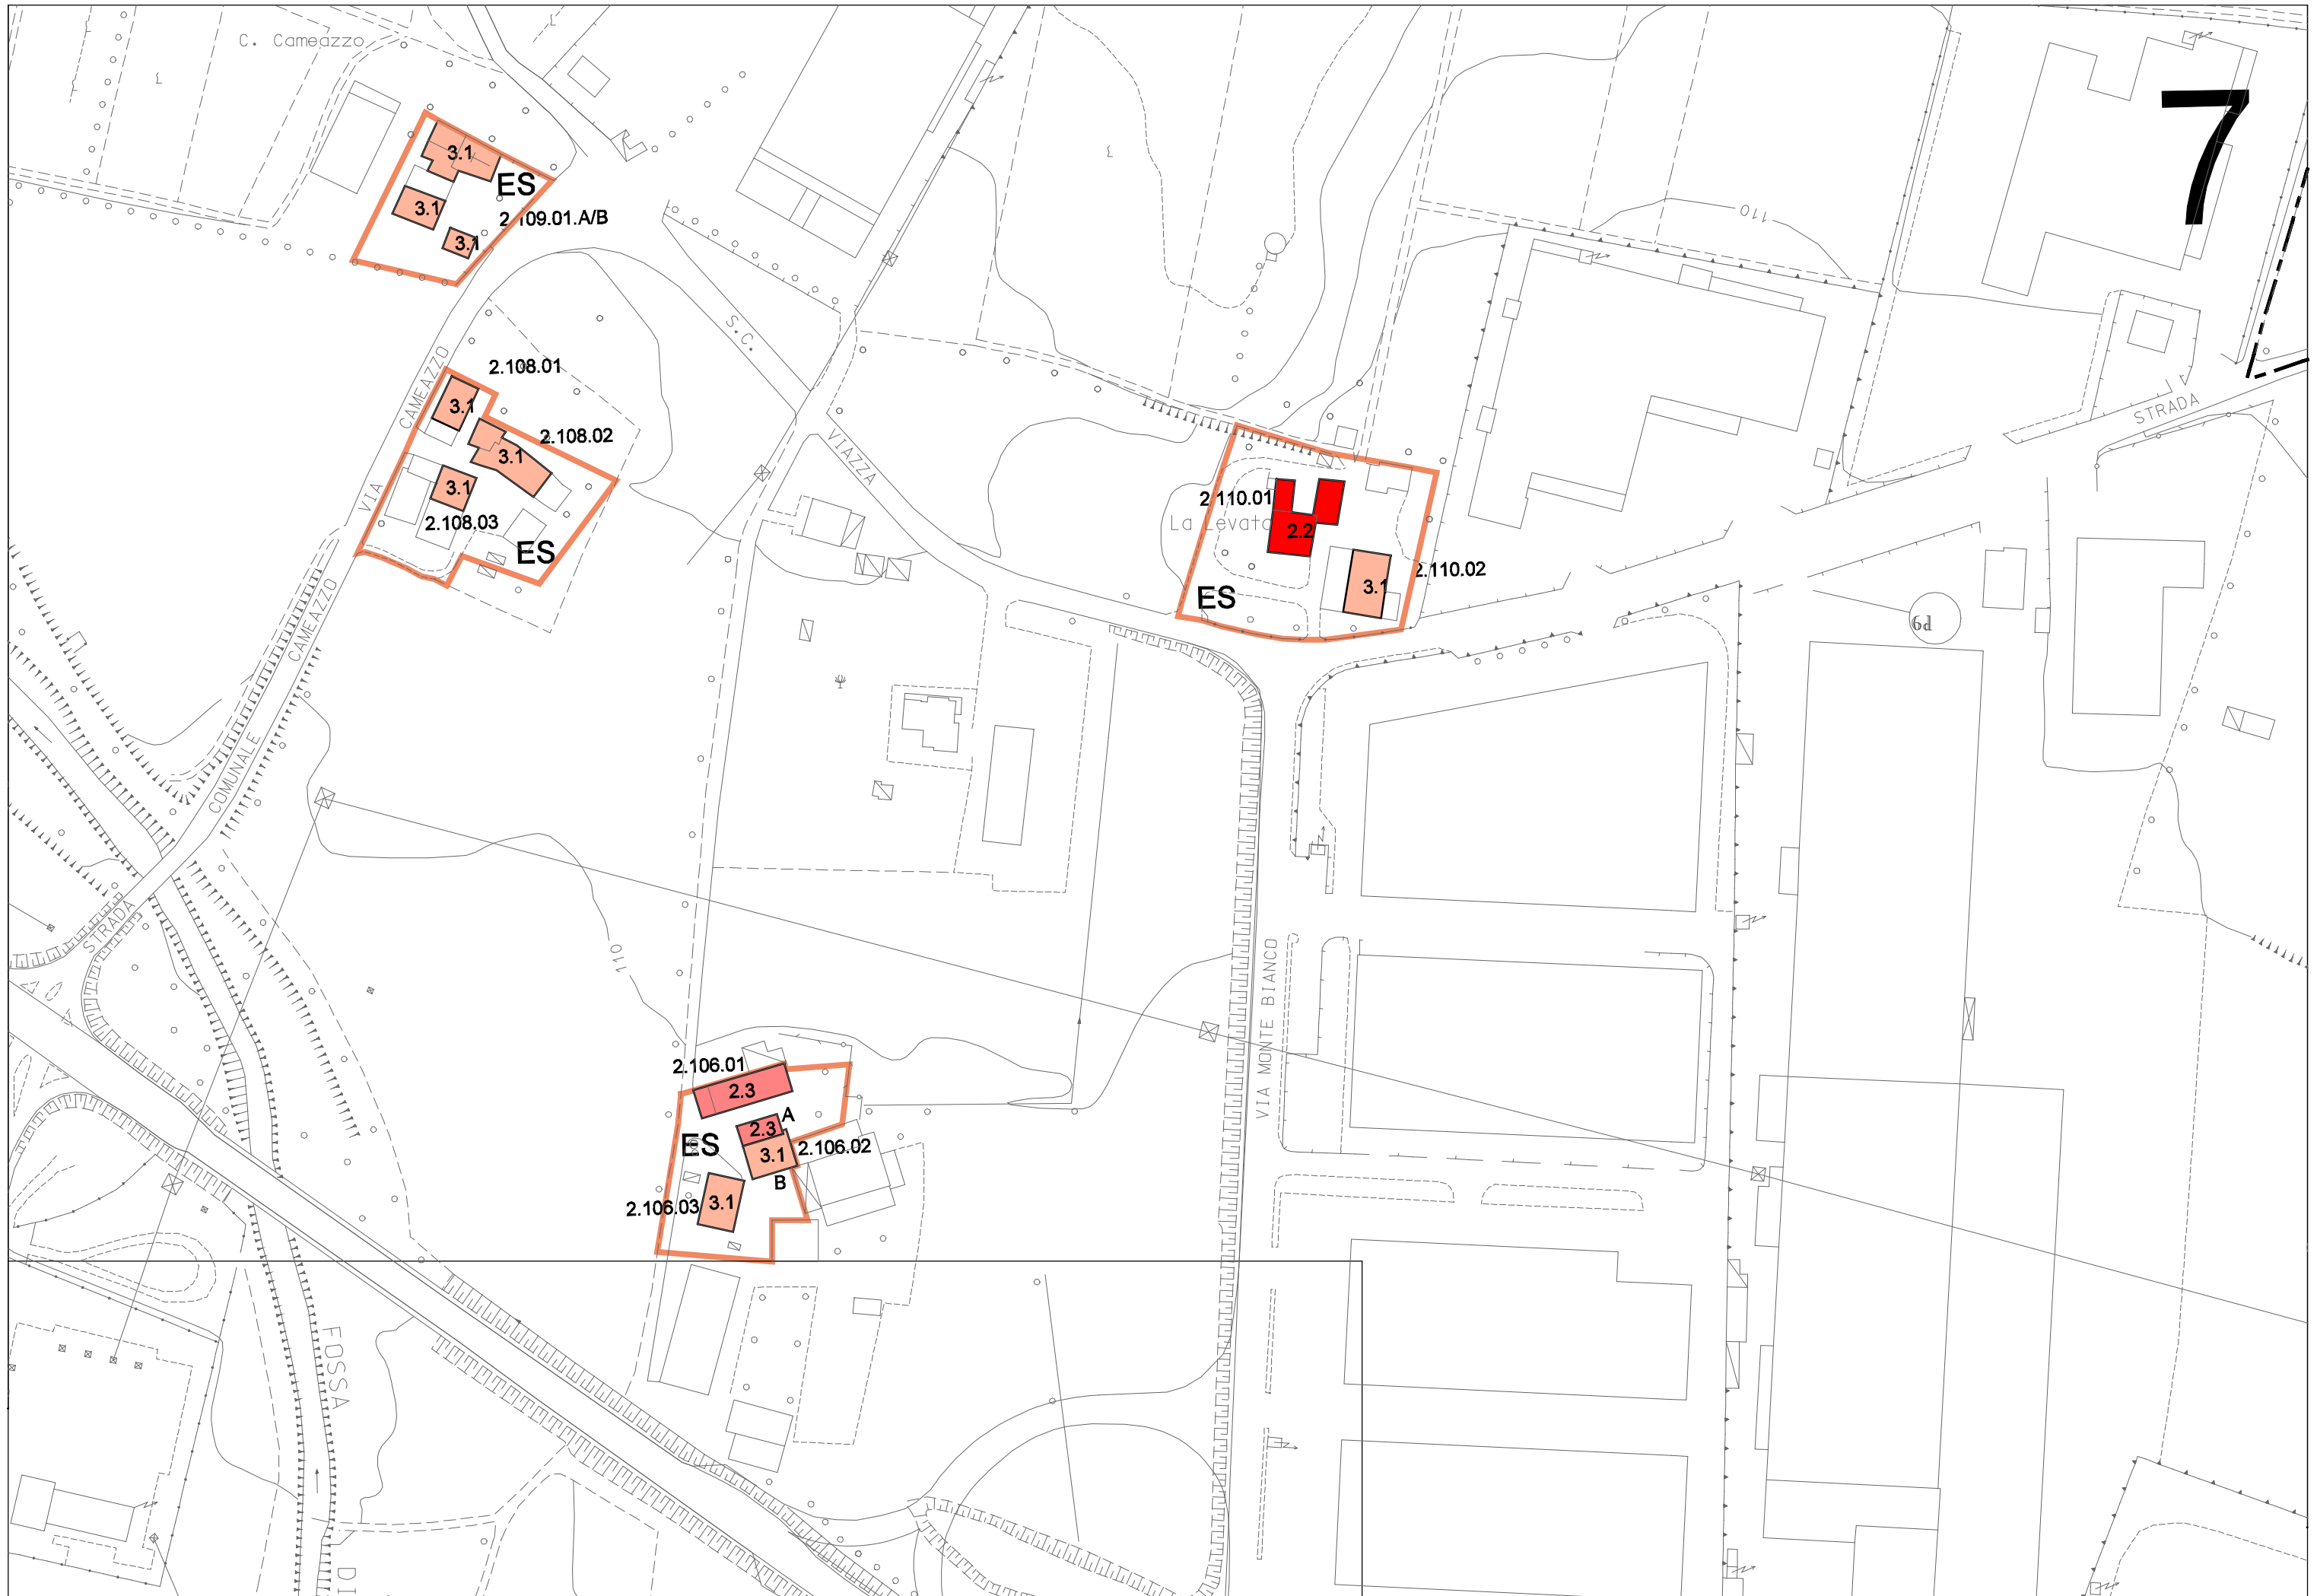 C. Cameazzo
7
3.1
ES
3.1
2.109.01.A/B
3.1
110
S.C.
VIA CAMEAZZO
2.108.01
3.1
2.108.02
3.1
3.1
2.108.03
ES
VIAZZA
STRADA
2.110.01
La Levata
2.2
3.1
2.110.02
ES
6d
STRADA COMUNALE CAMEAZZO
110
VIA MONTE BIANCO
2.106.01
2.3
A
2.3
ES
2.106.02
3.1
B
2.106.03
3.1
FOSSA
DI